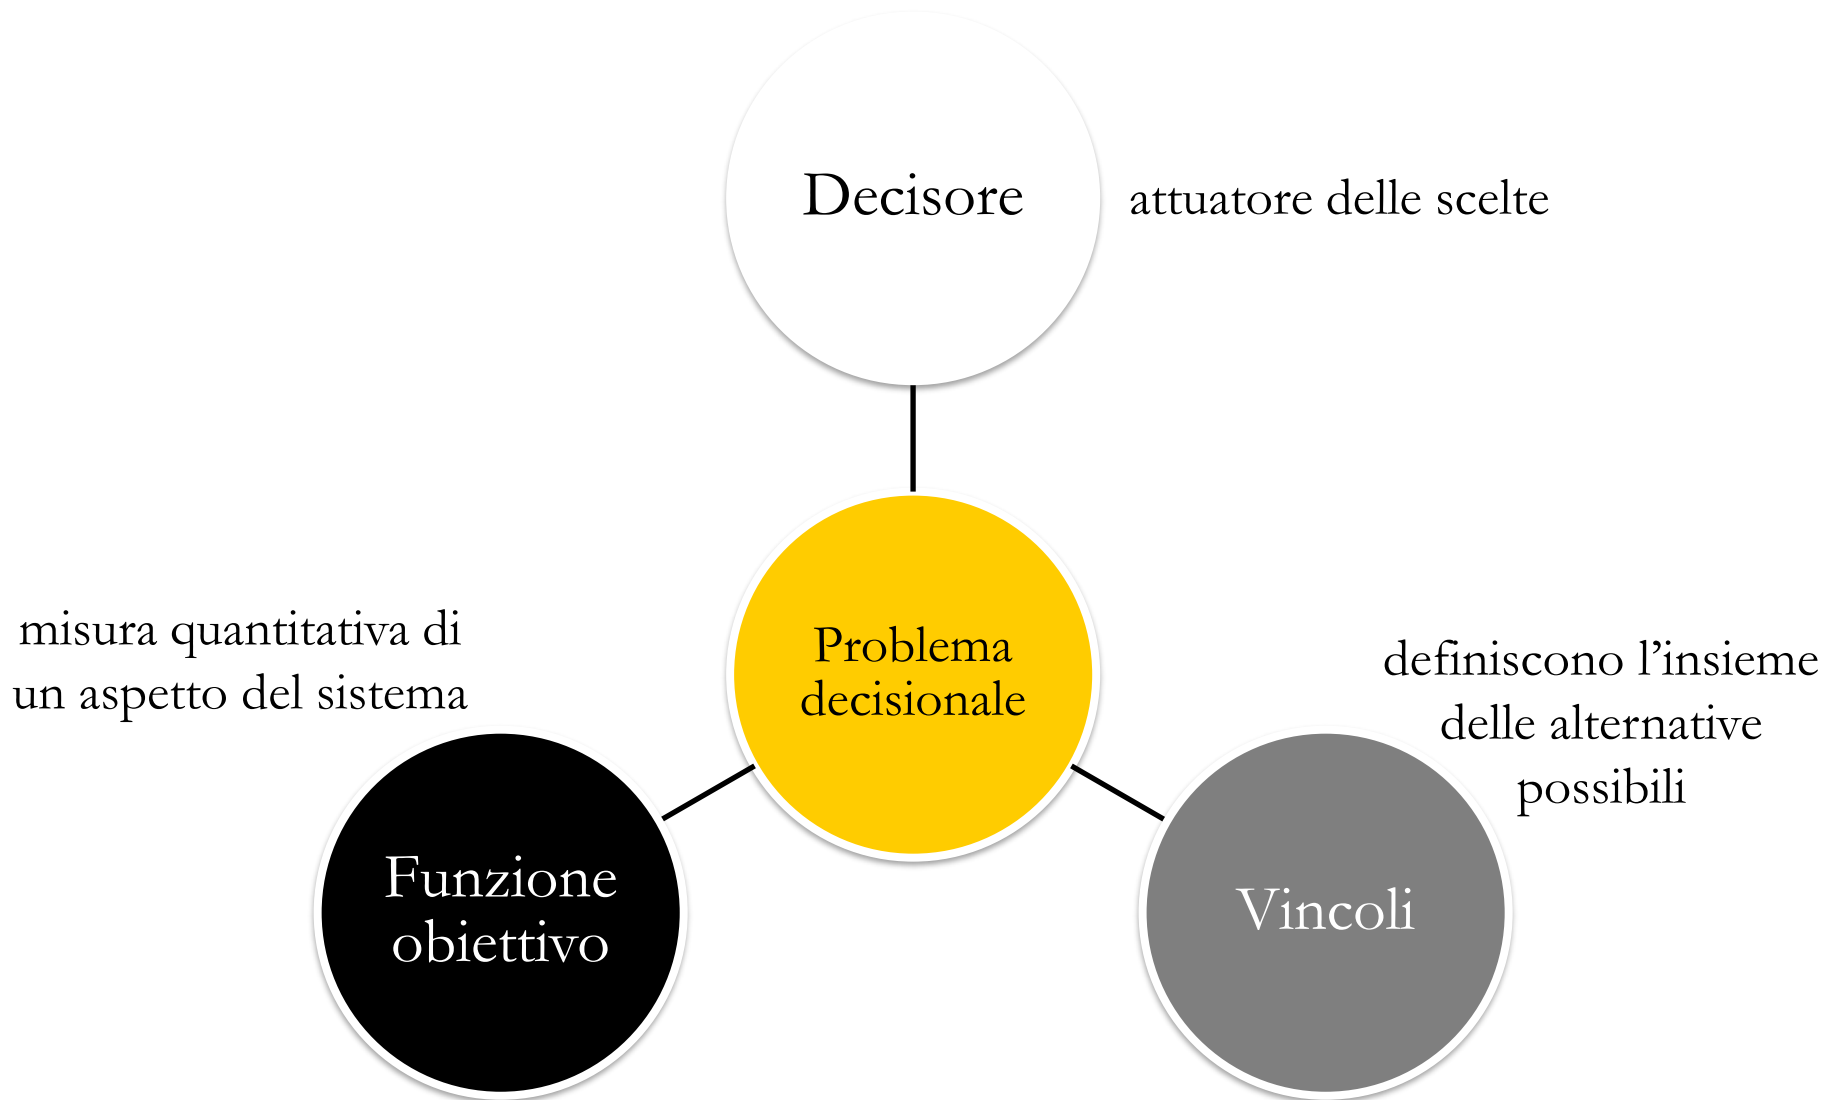 Decisore
attuatore delle scelte
misura quantitativa di
un aspetto del sistema
Problema
decisionale
definiscono l’insieme
delle alternative
possibili
Funzione
obiettivo
Vincoli